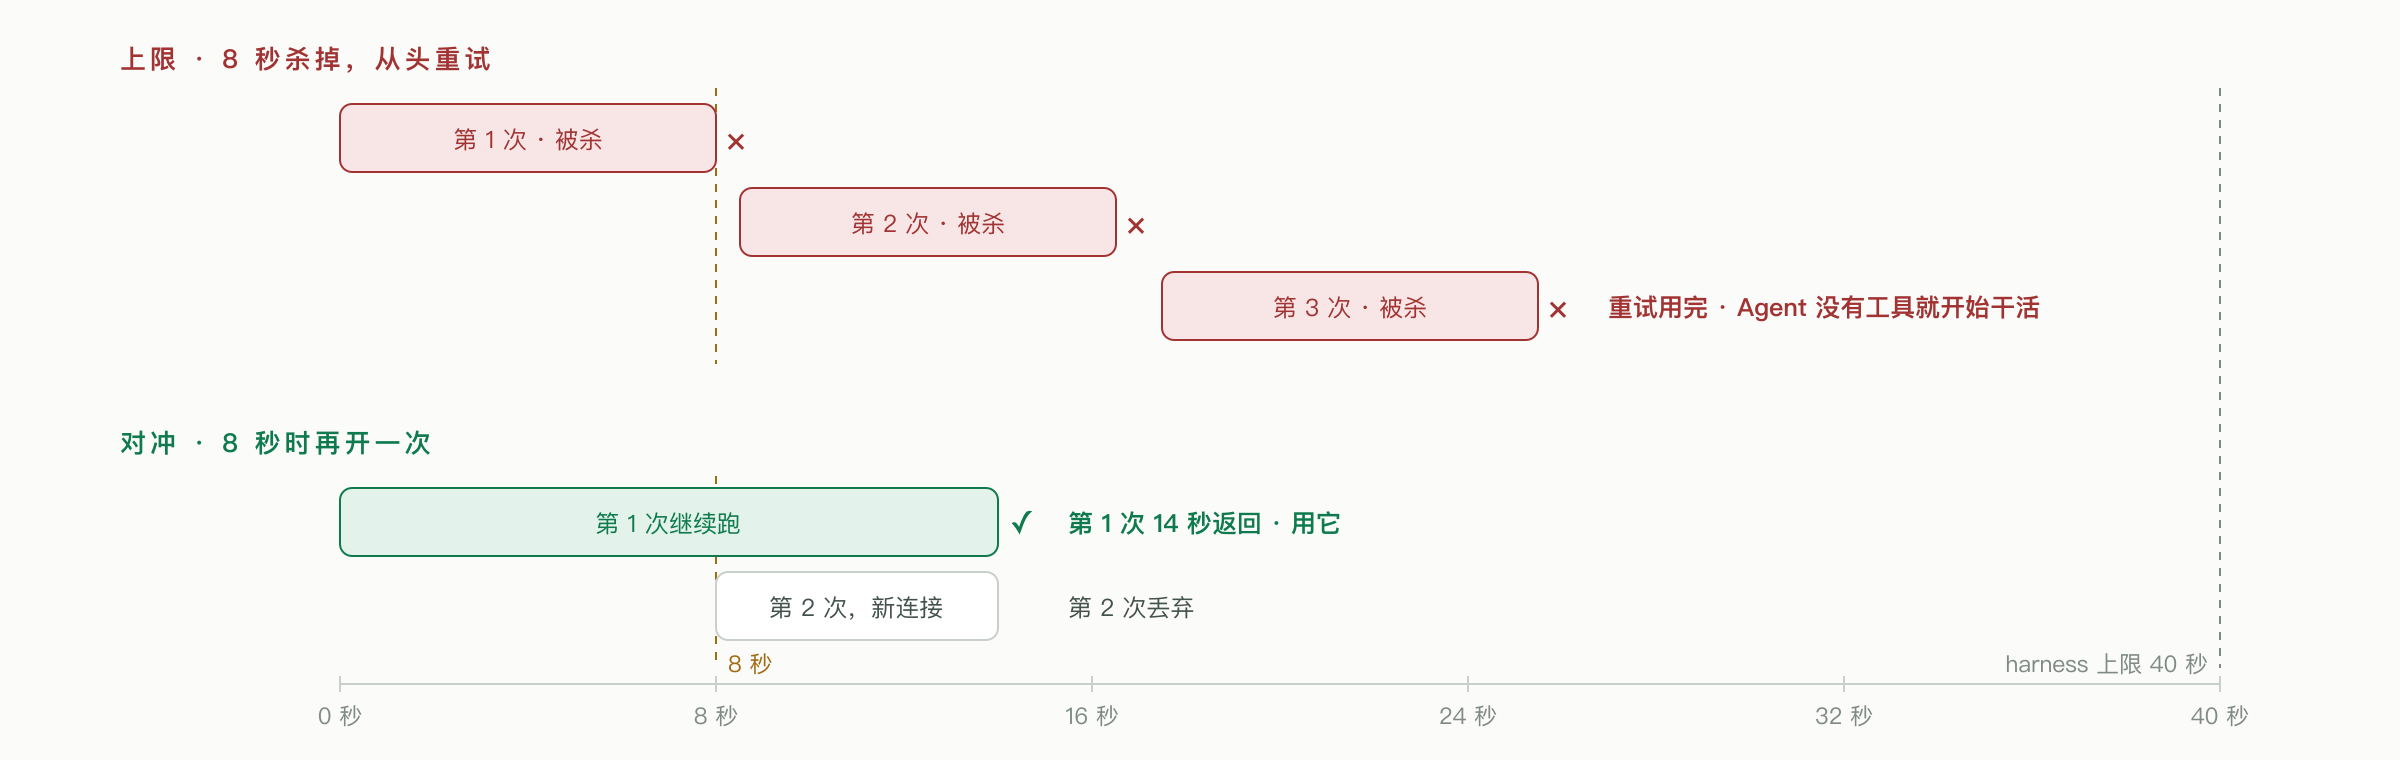 上限 · 8 秒杀掉，从头重试
第 1 次 · 被杀
×
第 2 次 · 被杀
×
第 3 次 · 被杀
×
重试用完 · Agent 没有工具就开始干活
对冲 · 8 秒时再开一次
第 1 次继续跑
✓
第 1 次 14 秒返回 · 用它
第 2 次，新连接
第 2 次丢弃
8 秒
harness 上限 40 秒
0 秒
8 秒
16 秒
24 秒
32 秒
40 秒